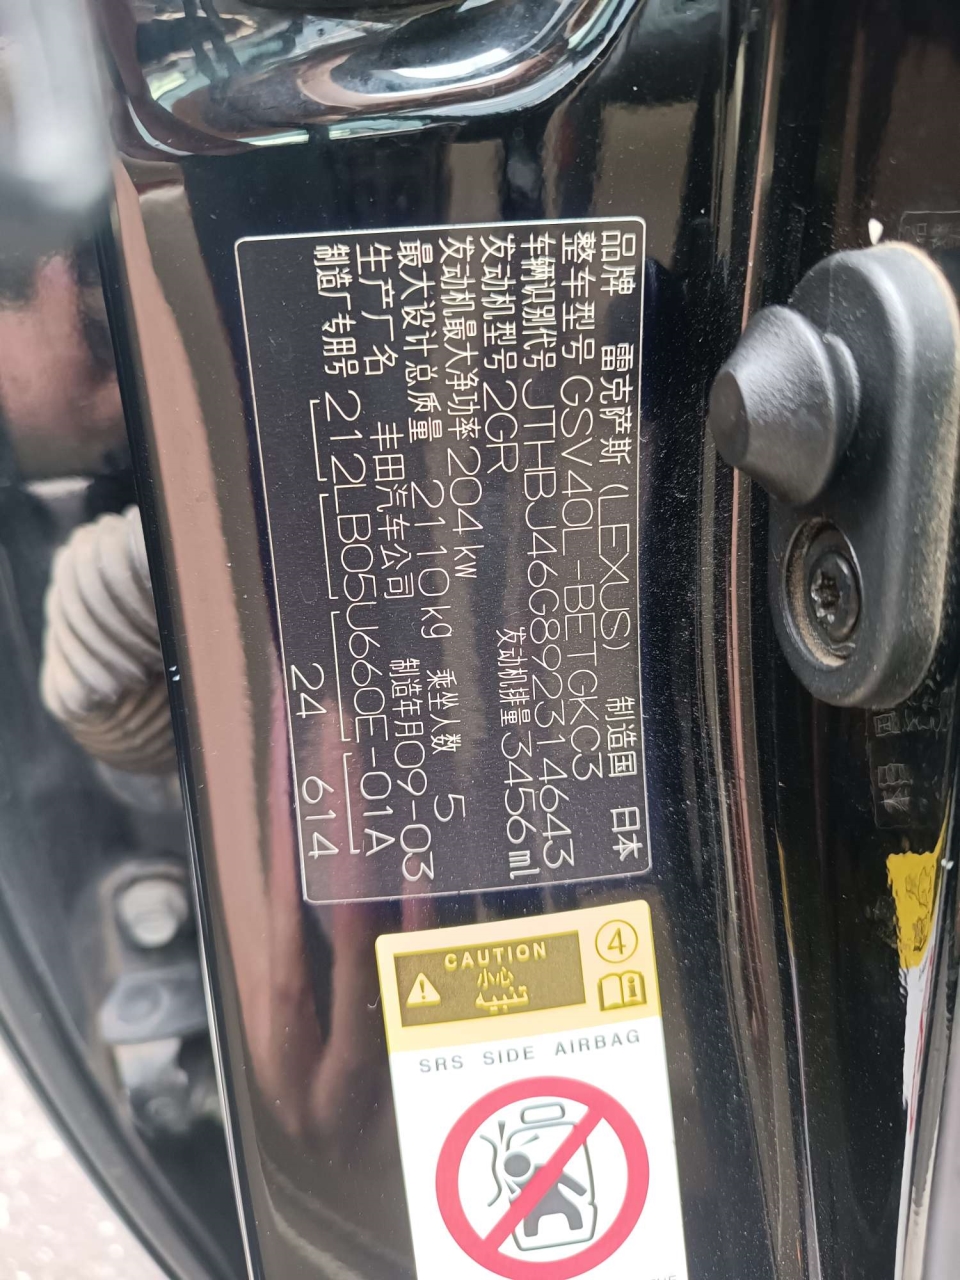 品牌 雷克萨斯 (LEXUS) 制造国 日本
整车型号 GSV40L-BETGKC3
车辆识别代号 JTHBJ46G892314643
发动机型号 2GR 发动机排量 3456ml
发动机最大净功率 204kw
最大设计总质量 2110kg 乘坐人数 5
生产厂名 丰田汽车公司 制造年月 09-03
制造厂专用号 212LB05U660E-01A
24 614
④
CAUTION
小心
تنبيه
SRS SIDE AIRBAG